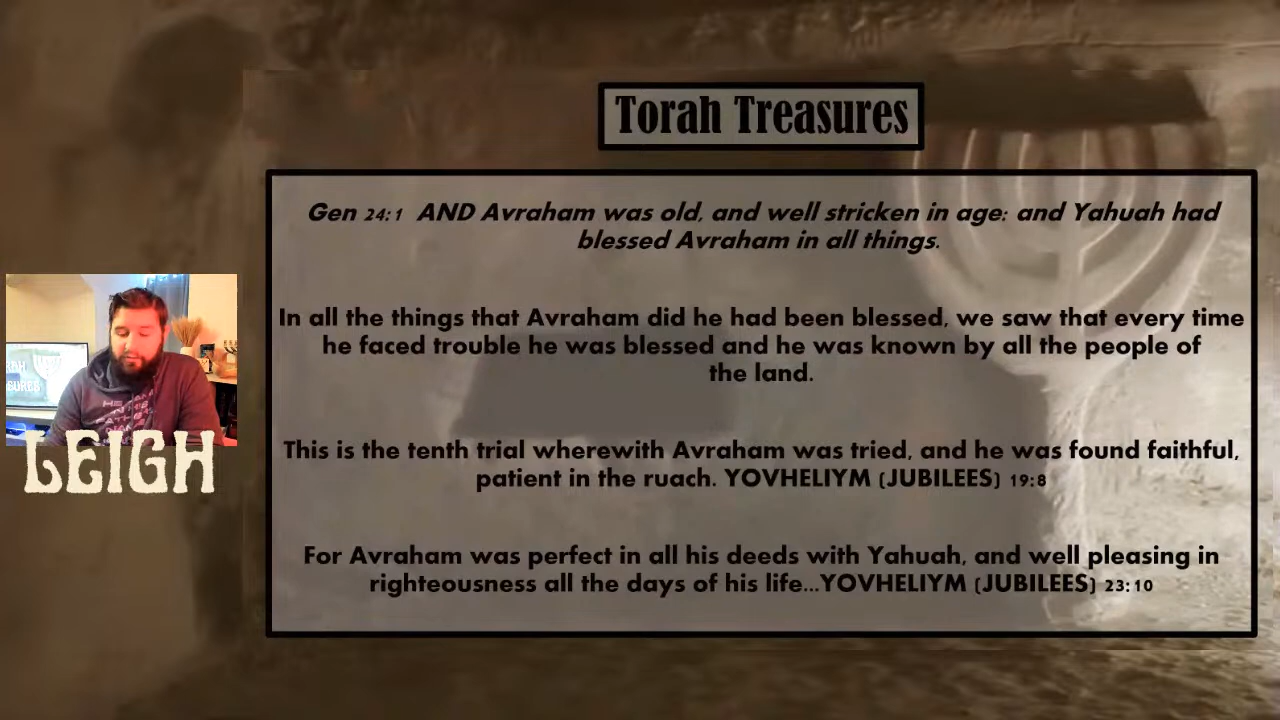 Torah Treasures
Gen 24:1 AND Avraham was old, and well stricken in age: and Yahuah had
blessed Avraham in all things.
In all the things that Avraham did he had been blessed, we saw that every time
he faced trouble he was blessed and he was known by all the people of
the land.
This is the tenth trial wherewith Avraham was tried, and he was found faithful,
patient in the ruach. YOVHELIYM (JUBILEES) 19:8
For Avraham was perfect in all his deeds with Yahuah, and well pleasing in
righteousness all the days of his life...YOVHELIYM (JUBILEES) 23:10
LEIGH